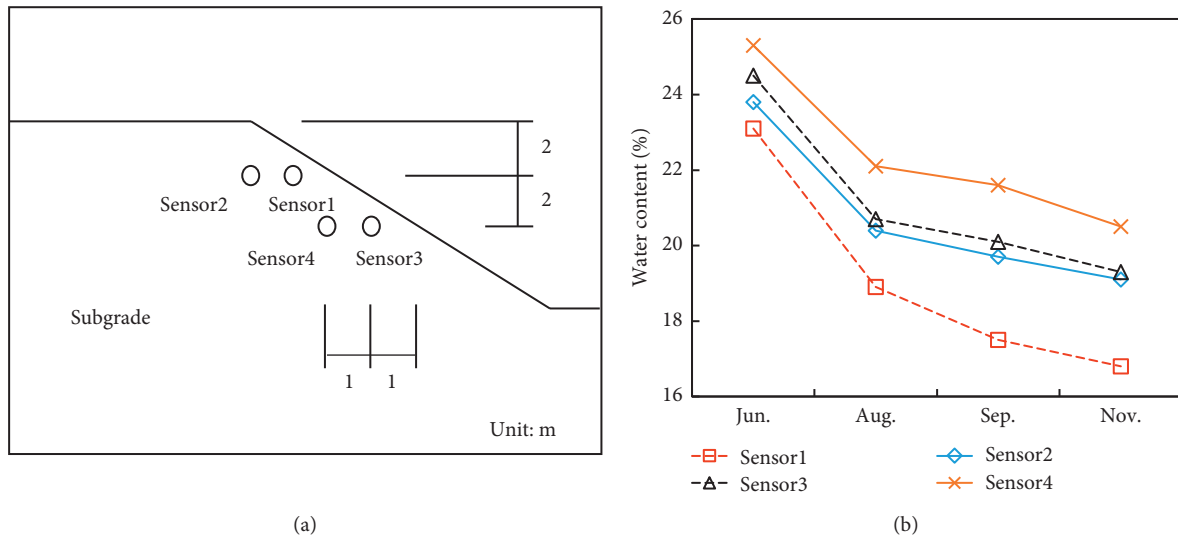 2
Sensor2
Sensor1
2
Sensor4
Sensor3
Subgrade
1
1
Unit: m
(a)
26
24
22
20
18
16
Water content (%)
Jun.
Aug.
Sep.
Nov.
Sensor1
Sensor2
Sensor3
Sensor4
(b)